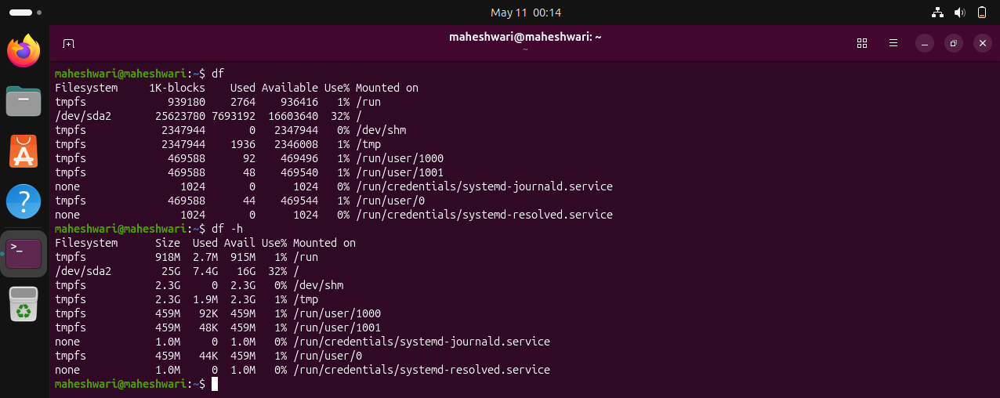 May 11 00:14
maheshwari@maheshwari: ~
~
maheshwari@maheshwari:~$ df
Filesystem     1K-blocks    Used Available Use% Mounted on
tmpfs             939180    2764    936416   1% /run
/dev/sda2       25623780 7693192  16603640  32% /
tmpfs            2347944       0   2347944   0% /dev/shm
tmpfs            2347944    1936   2346008   1% /tmp
tmpfs             469588      92    469496   1% /run/user/1000
tmpfs             469588      48    469540   1% /run/user/1001
none                1024       0      1024   0% /run/credentials/systemd-journald.service
tmpfs             469588      44    469544   1% /run/user/0
none                1024       0      1024   0% /run/credentials/systemd-resolved.service
maheshwari@maheshwari:~$ df -h
Filesystem      Size  Used Avail Use% Mounted on
tmpfs           918M  2.7M  915M   1% /run
/dev/sda2        25G  7.4G   16G  32% /
tmpfs           2.3G     0  2.3G   0% /dev/shm
tmpfs           2.3G  1.9M  2.3G   1% /tmp
tmpfs           459M   92K  459M   1% /run/user/1000
tmpfs           459M   48K  459M   1% /run/user/1001
none            1.0M     0  1.0M   0% /run/credentials/systemd-journald.service
tmpfs           459M   44K  459M   1% /run/user/0
none            1.0M     0  1.0M   0% /run/credentials/systemd-resolved.service
maheshwari@maheshwari:~$